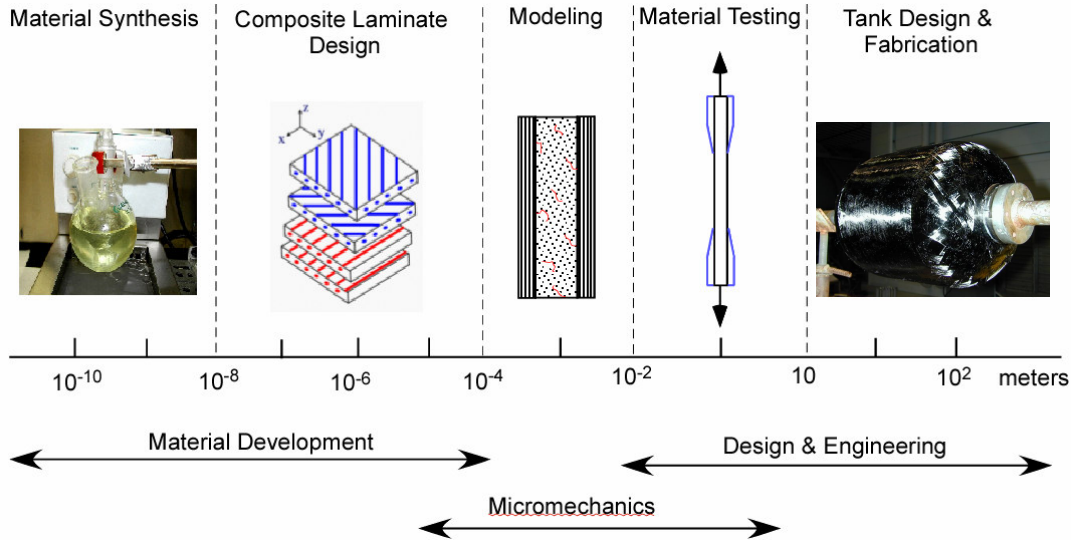 Material Synthesis
Composite Laminate
Design
Modeling
Material Testing
Tank Design &
Fabrication
z
x
y
10⁻¹⁰
10⁻⁸
10⁻⁶
10⁻⁴
10⁻²
10
10²
meters
Material Development
Design & Engineering
Micromechanics